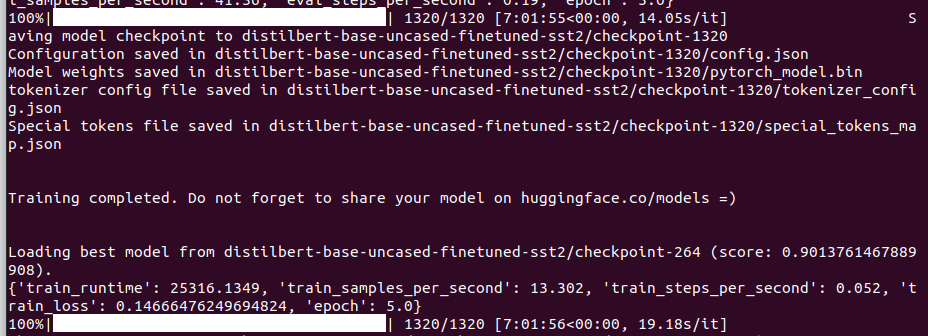 t_samples_per_second': 41.50, 'eval_steps_per_second': 0.19, 'epoch': 5.0}
100%|| 1320/1320 [7:01:55<00:00, 14.05s/it] S
aving model checkpoint to distilbert-base-uncased-finetuned-sst2/checkpoint-1320
Configuration saved in distilbert-base-uncased-finetuned-sst2/checkpoint-1320/config.json
Model weights saved in distilbert-base-uncased-finetuned-sst2/checkpoint-1320/pytorch_model.bin
tokenizer config file saved in distilbert-base-uncased-finetuned-sst2/checkpoint-1320/tokenizer_confi
g.json
Special tokens file saved in distilbert-base-uncased-finetuned-sst2/checkpoint-1320/special_tokens_ma
p.json
Training completed. Do not forget to share your model on huggingface.co/models =)
Loading best model from distilbert-base-uncased-finetuned-sst2/checkpoint-264 (score: 0.9013761467889
908).
{'train_runtime': 25316.1349, 'train_samples_per_second': 13.302, 'train_steps_per_second': 0.052, 't
rain_loss': 0.14666476249694824, 'epoch': 5.0}
100%|| 1320/1320 [7:01:56<00:00, 19.18s/it]